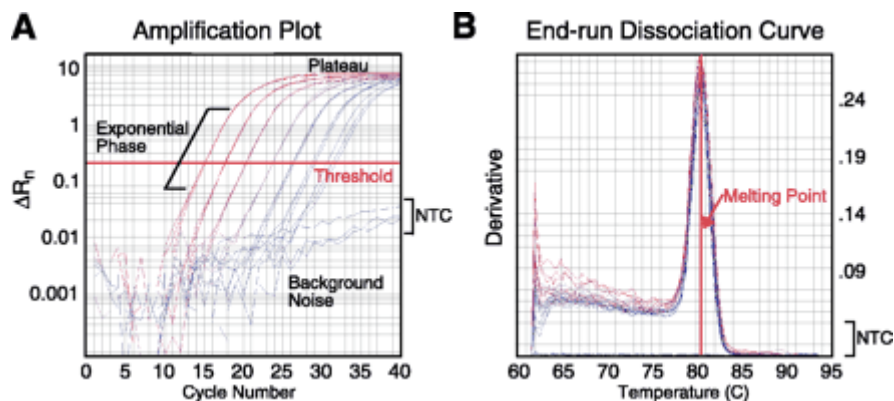 A Amplification Plot
10
1
0.1
0.01
0.001
ΔRn
Plateau
Exponential
Phase
Threshold
NTC
Background
Noise
0 5 10 15 20 25 30 35 40
Cycle Number
B End-run Dissociation Curve
Derivative
.24
.19
.14
.09
Melting Point
NTC
60 65 70 75 80 85 90 95
Temperature (C)